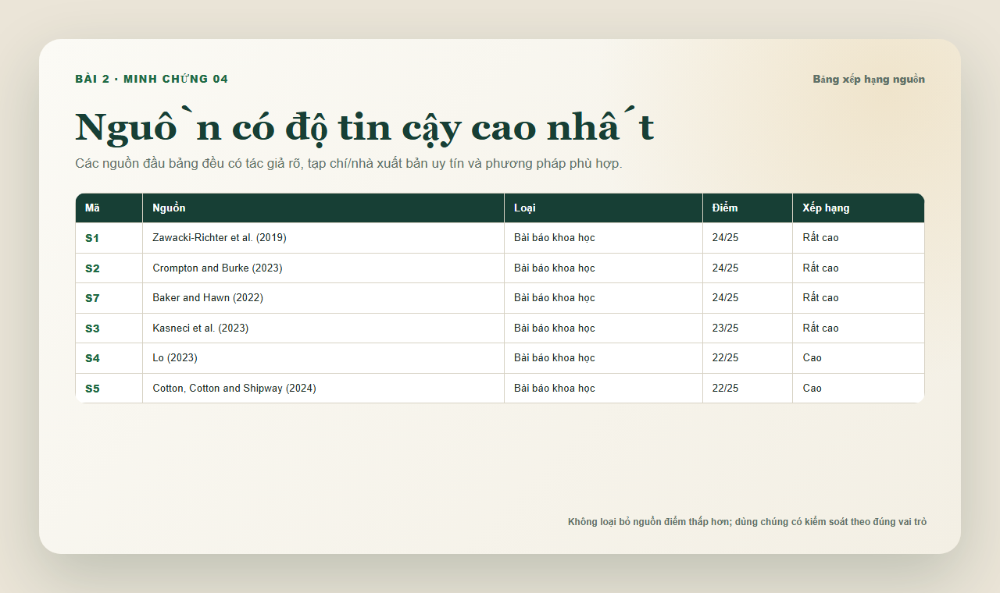 BÀI 2 · MINH CHỨNG 04
Bảng xếp hạng nguồn
Nguồn có độ tin cậy cao nhất
Các nguồn đầu bảng đều có tác giả rõ, tạp chí/nhà xuất bản uy tín và phương pháp phù hợp.
Mã Nguồn Loại Điểm Xếp hạng
S1 Zawacki-Richter et al. (2019) Bài báo khoa học 24/25 Rất cao
S2 Crompton and Burke (2023) Bài báo khoa học 24/25 Rất cao
S7 Baker and Hawn (2022) Bài báo khoa học 24/25 Rất cao
S3 Kasneci et al. (2023) Bài báo khoa học 23/25 Rất cao
S4 Lo (2023) Bài báo khoa học 22/25 Cao
S5 Cotton, Cotton and Shipway (2024) Bài báo khoa học 22/25 Cao
Không loại bỏ nguồn điểm thấp hơn; dùng chúng có kiểm soát theo đúng vai trò